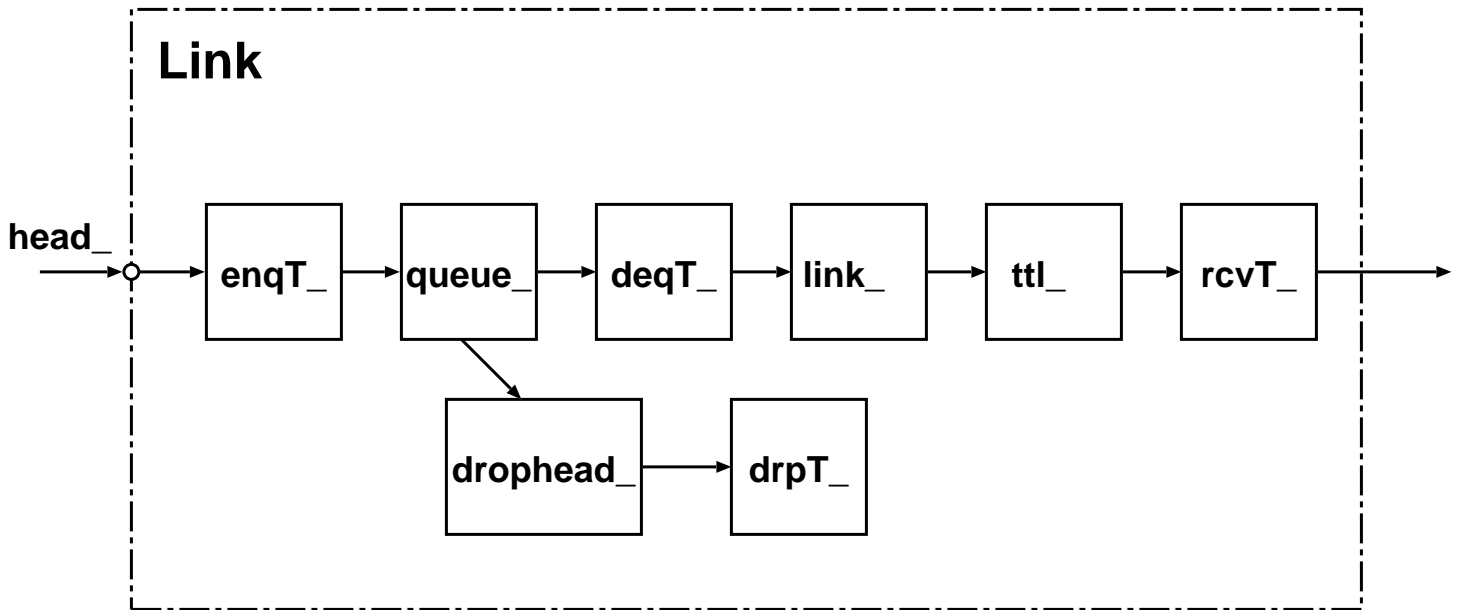 Link
head_
enqT_
queue_
deqT_
link_
ttl_
rcvT_
drophead_
drpT_